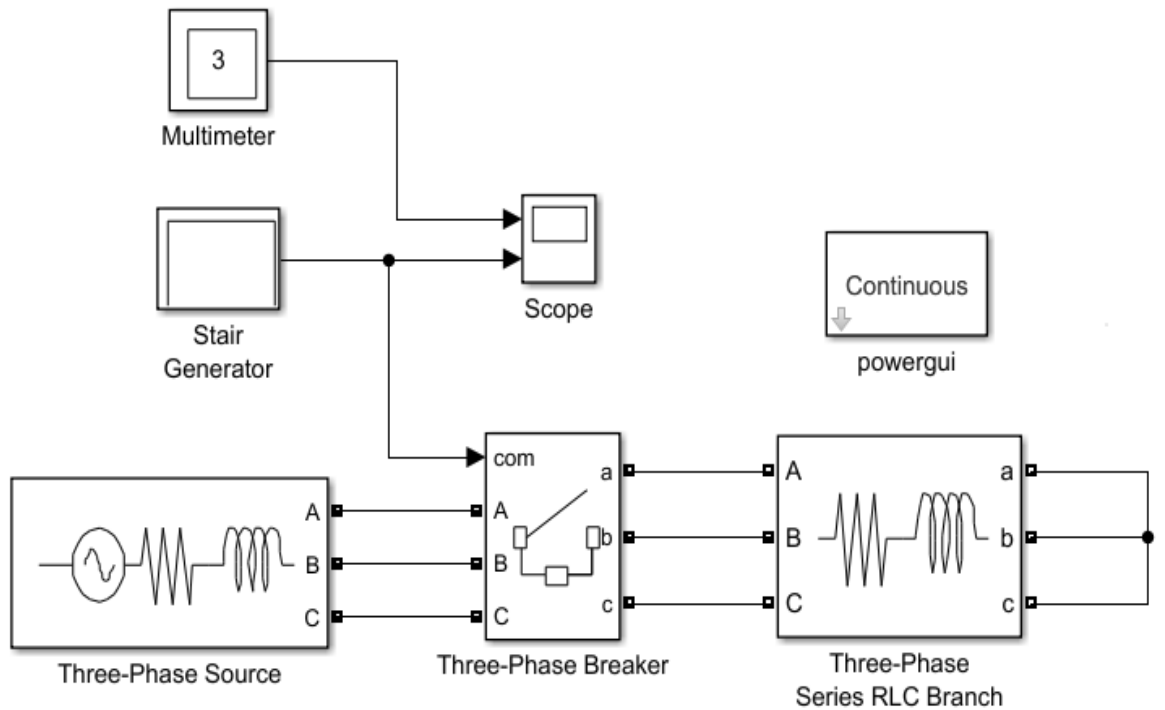 3
Multimeter
Stair
Generator
Scope
Continuous
powergui
com
A
B
C
a
b
c
A
B
C
A
B
C
a
b
c
Three-Phase Source
Three-Phase Breaker
Three-Phase
Series RLC Branch